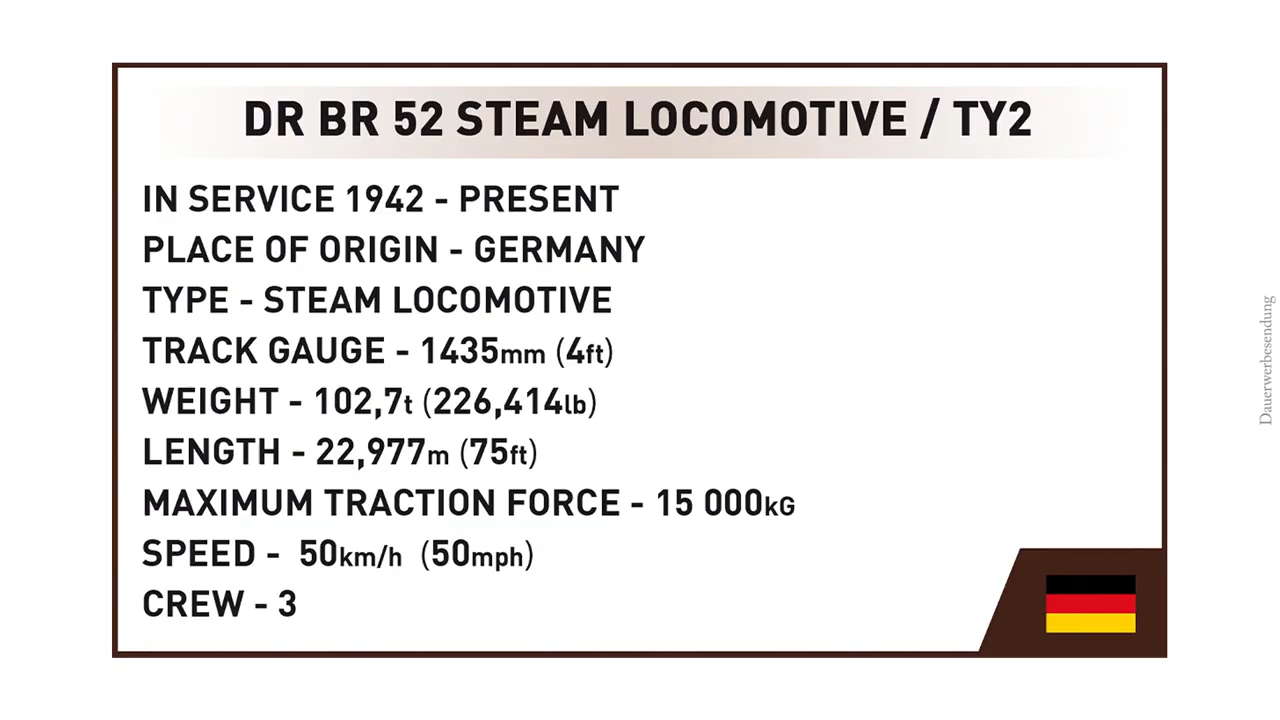 DR BR 52 STEAM LOCOMOTIVE / TY2
IN SERVICE 1942 - PRESENT
PLACE OF ORIGIN - GERMANY
TYPE - STEAM LOCOMOTIVE
TRACK GAUGE - 1435mm (4ft)
WEIGHT - 102,7t (226,414lb)
LENGTH - 22,977m (75ft)
MAXIMUM TRACTION FORCE - 15 000kG
SPEED - 50km/h (50mph)
CREW - 3
Dauerwerbesendung